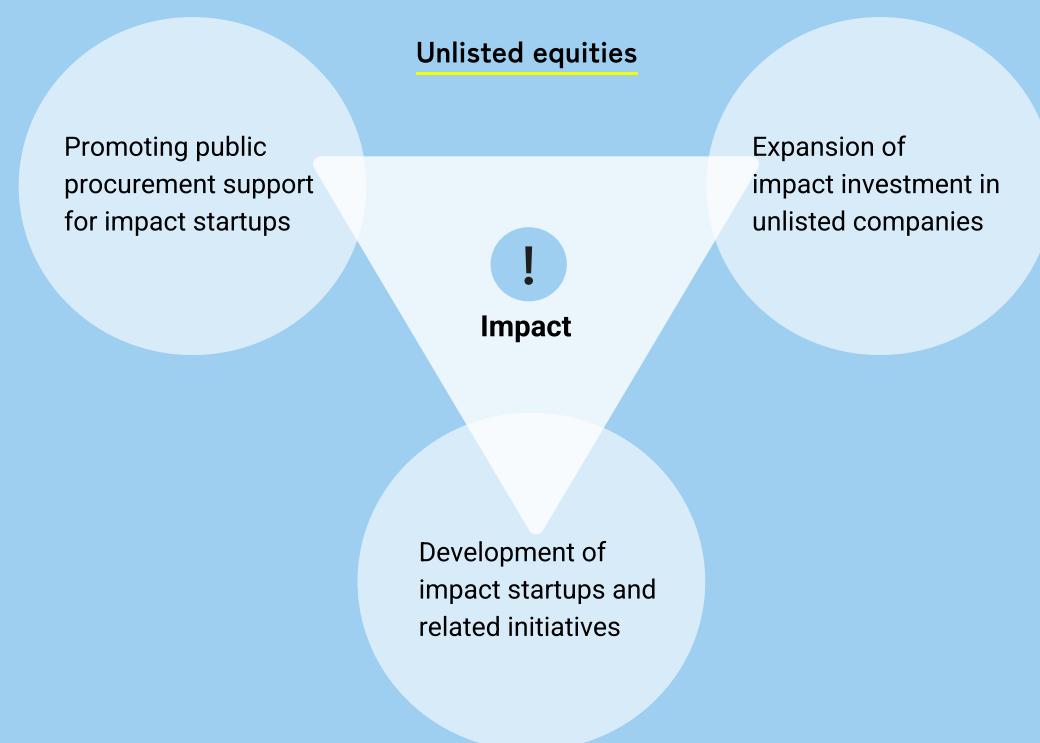 Unlisted equities
Promoting public
procurement support
for impact startups
Expansion of
impact investment in
unlisted companies
!
Impact
Development of
impact startups and
related initiatives